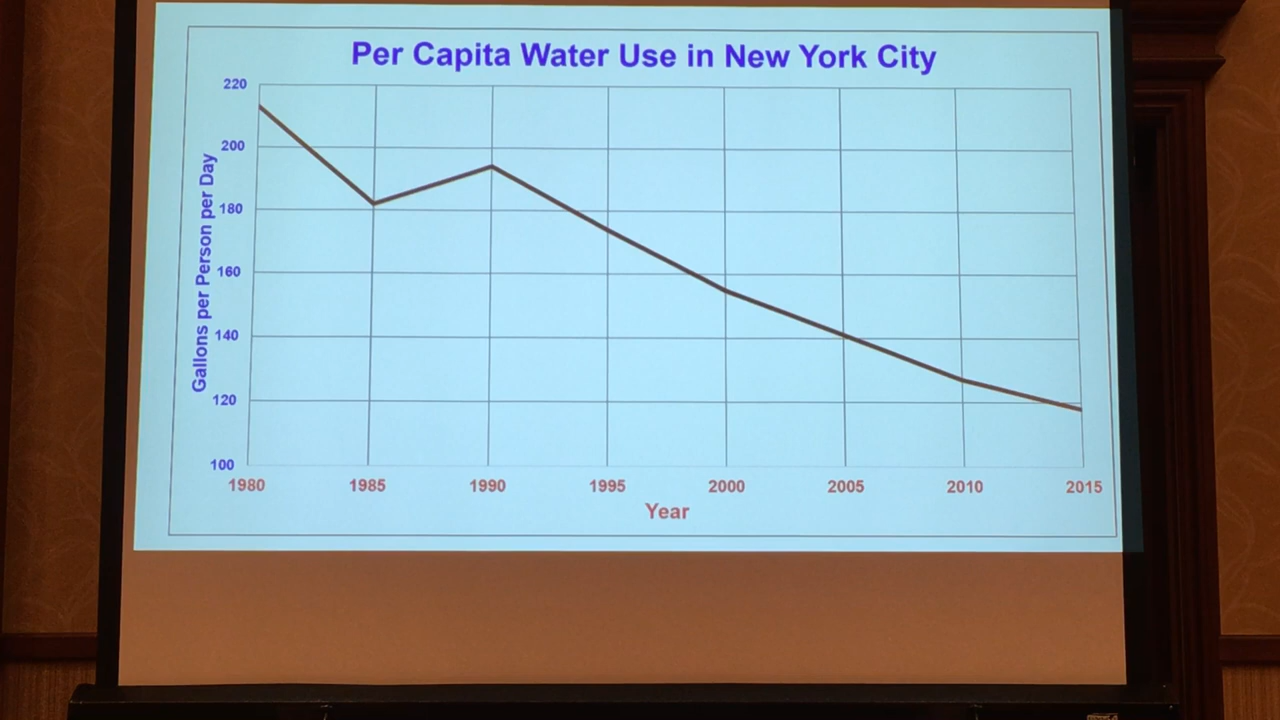 Per Capita Water Use in New York City
Gallons per Person per Day
220
200
180
160
140
120
100
1980 1985 1990 1995 2000 2005 2010 2015
Year